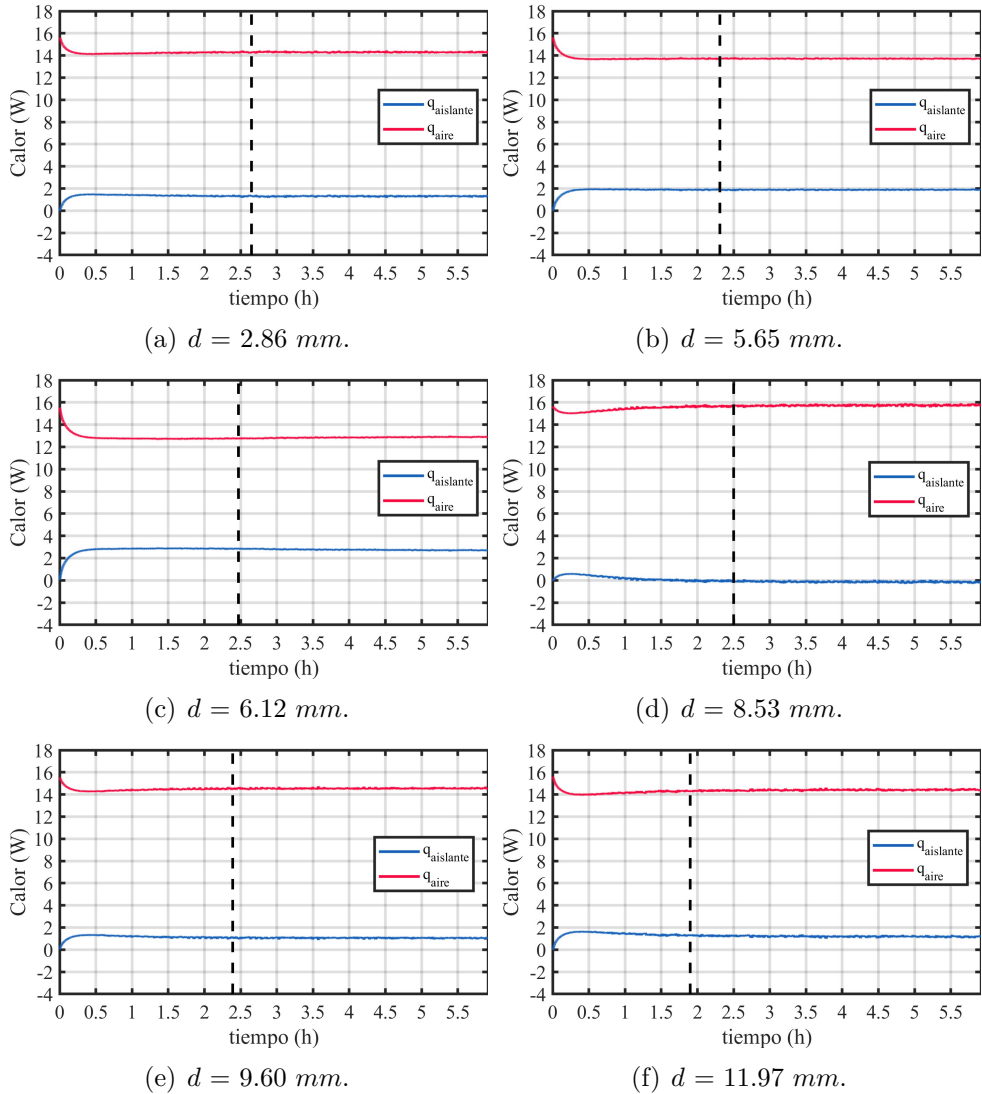 18
16
14
12
10
8
6
4
2
0
-2
-4
Calor (W)
q_aislante
q_aire
0 0.5 1 1.5 2 2.5 3 3.5 4 4.5 5 5.5
tiempo (h)
(a) d = 2.86 mm.
18
16
14
12
10
8
6
4
2
0
-2
-4
Calor (W)
q_aislante
q_aire
0 0.5 1 1.5 2 2.5 3 3.5 4 4.5 5 5.5
tiempo (h)
(b) d = 5.65 mm.
18
16
14
12
10
8
6
4
2
0
-2
-4
Calor (W)
q_aislante
q_aire
0 0.5 1 1.5 2 2.5 3 3.5 4 4.5 5 5.5
tiempo (h)
(c) d = 6.12 mm.
18
16
14
12
10
8
6
4
2
0
-2
-4
Calor (W)
q_aislante
q_aire
0 0.5 1 1.5 2 2.5 3 3.5 4 4.5 5 5.5
tiempo (h)
(d) d = 8.53 mm.
18
16
14
12
10
8
6
4
2
0
-2
-4
Calor (W)
q_aislante
q_aire
0 0.5 1 1.5 2 2.5 3 3.5 4 4.5 5 5.5
tiempo (h)
(e) d = 9.60 mm.
18
16
14
12
10
8
6
4
2
0
-2
-4
Calor (W)
q_aislante
q_aire
0 0.5 1 1.5 2 2.5 3 3.5 4 4.5 5 5.5
tiempo (h)
(f) d = 11.97 mm.